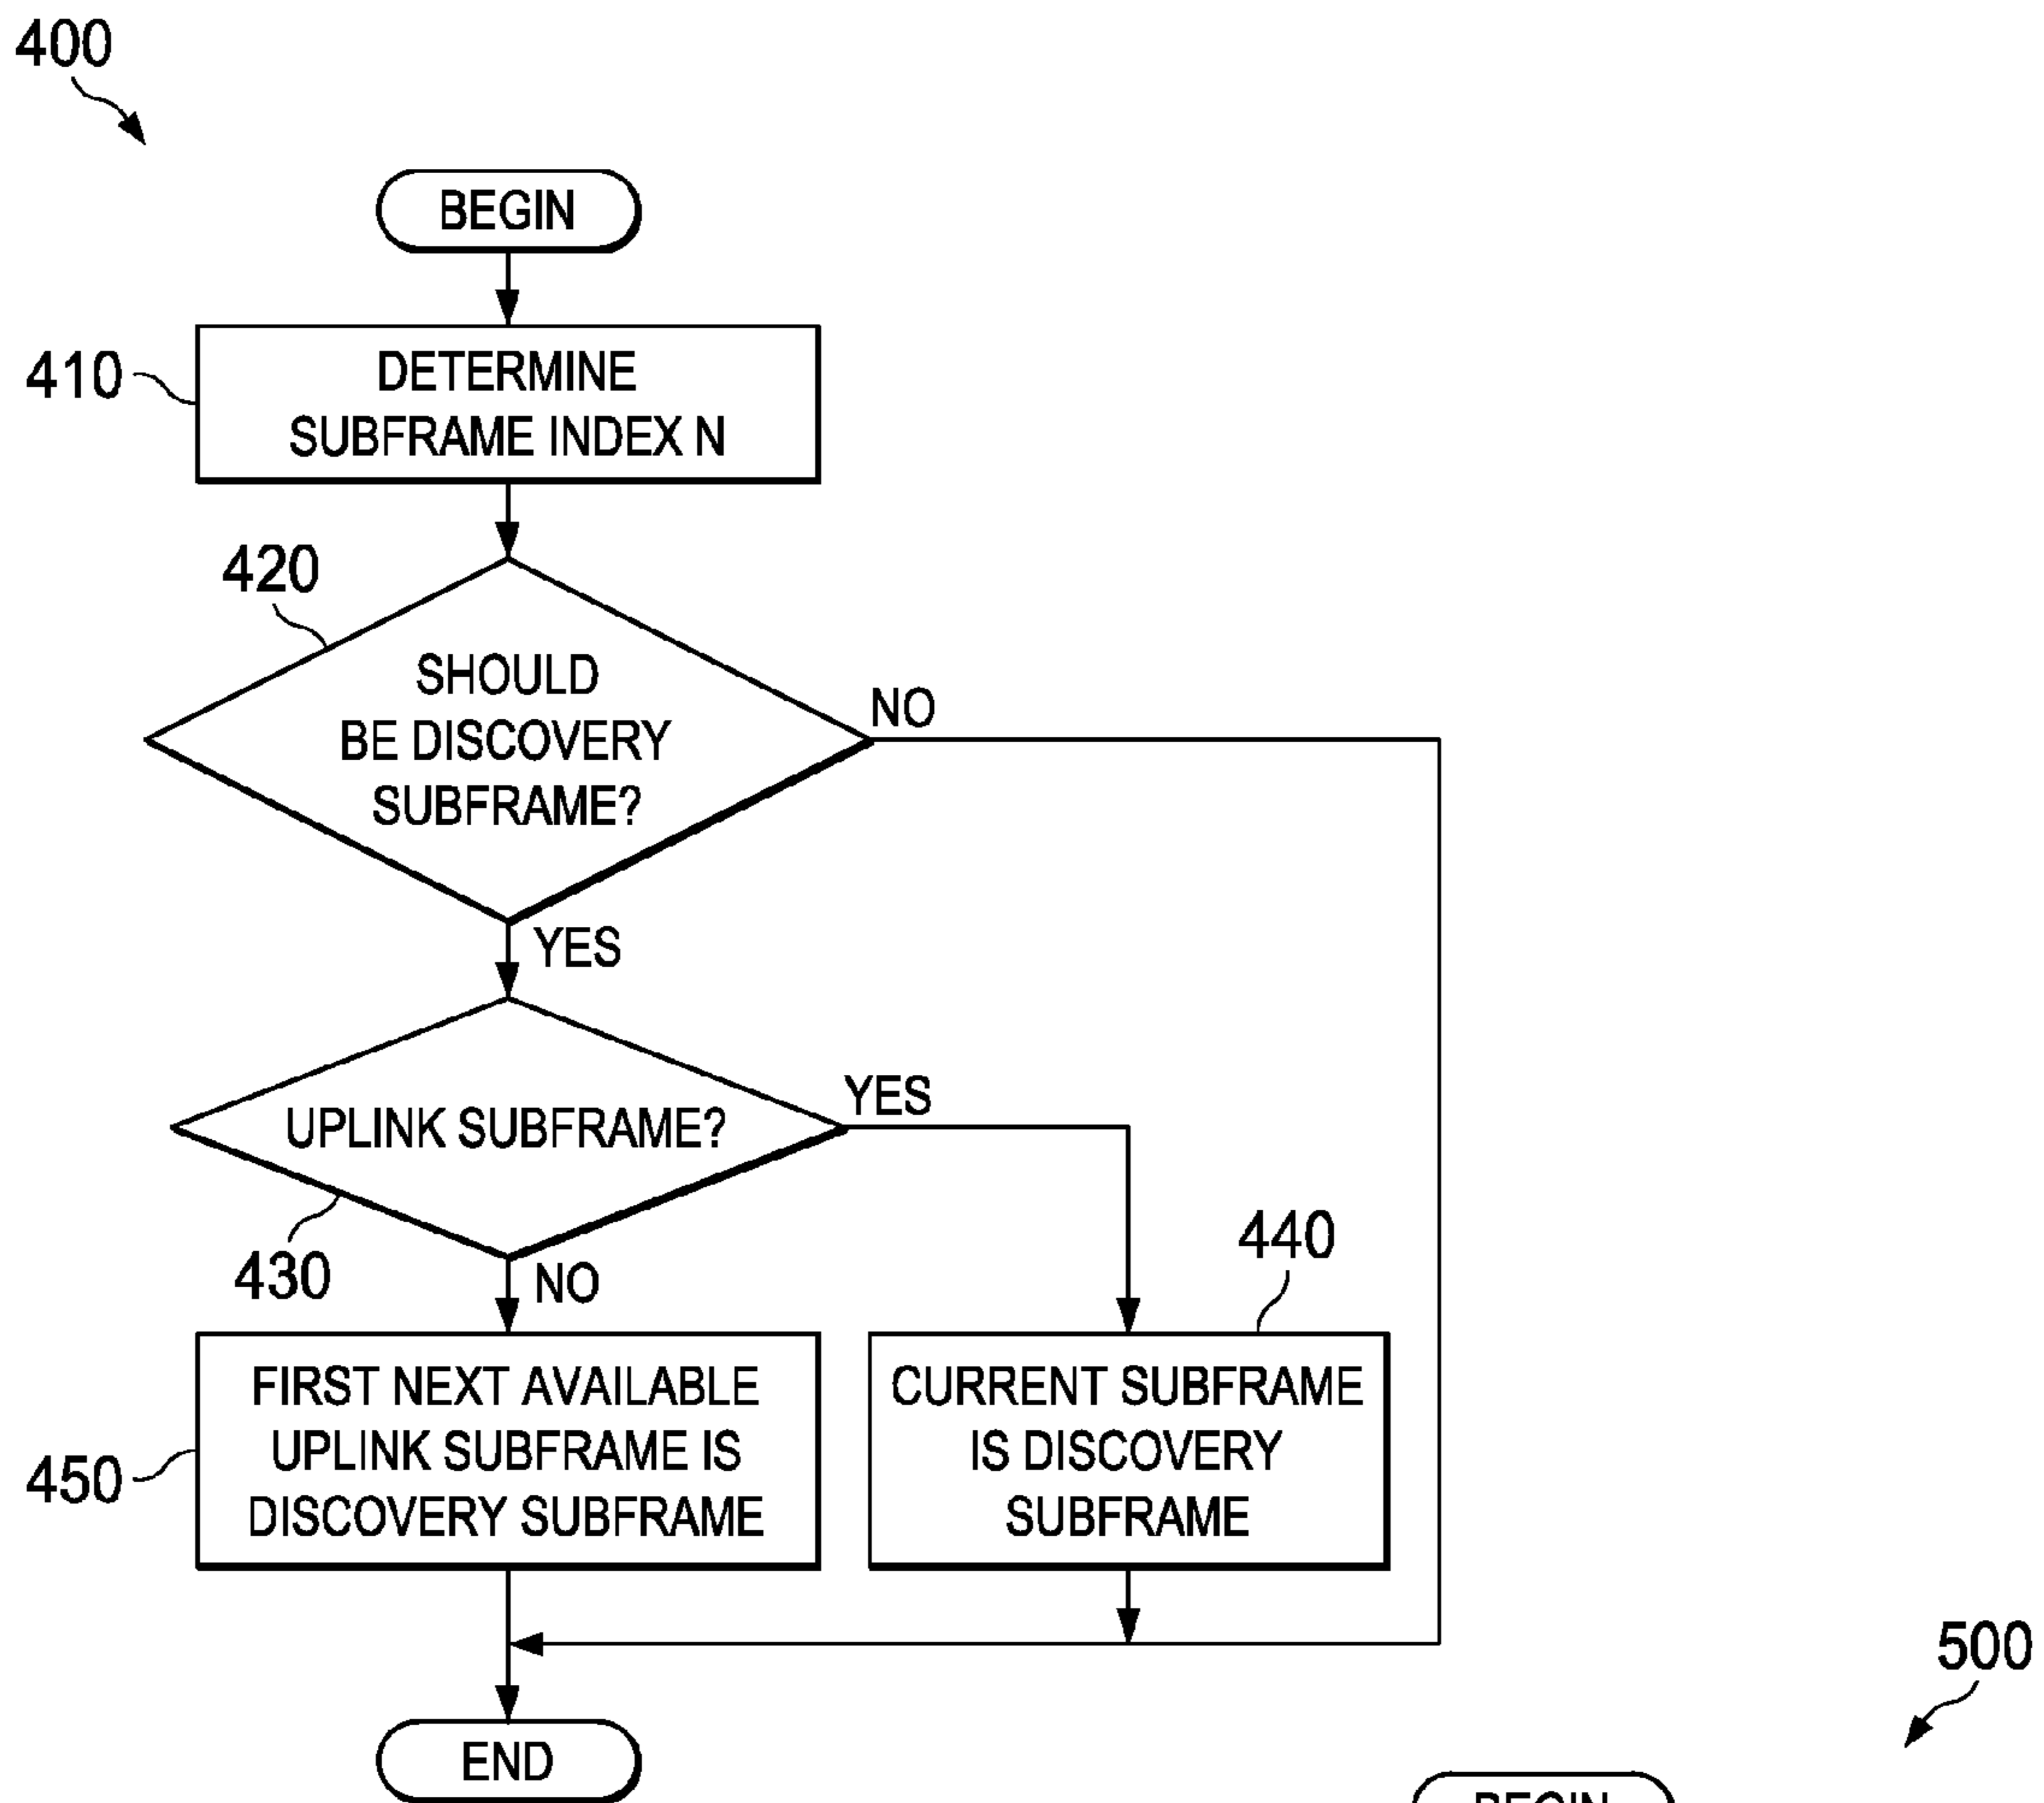 400
BEGIN
410
DETERMINE
SUBFRAME INDEX N
420
SHOULD
BE DISCOVERY
SUBFRAME?
NO
YES
UPLINK SUBFRAME?
YES
430
NO
440
FIRST NEXT AVAILABLE
UPLINK SUBFRAME IS
DISCOVERY SUBFRAME
450
CURRENT SUBFRAME
IS DISCOVERY
SUBFRAME
END
500
BEGIN